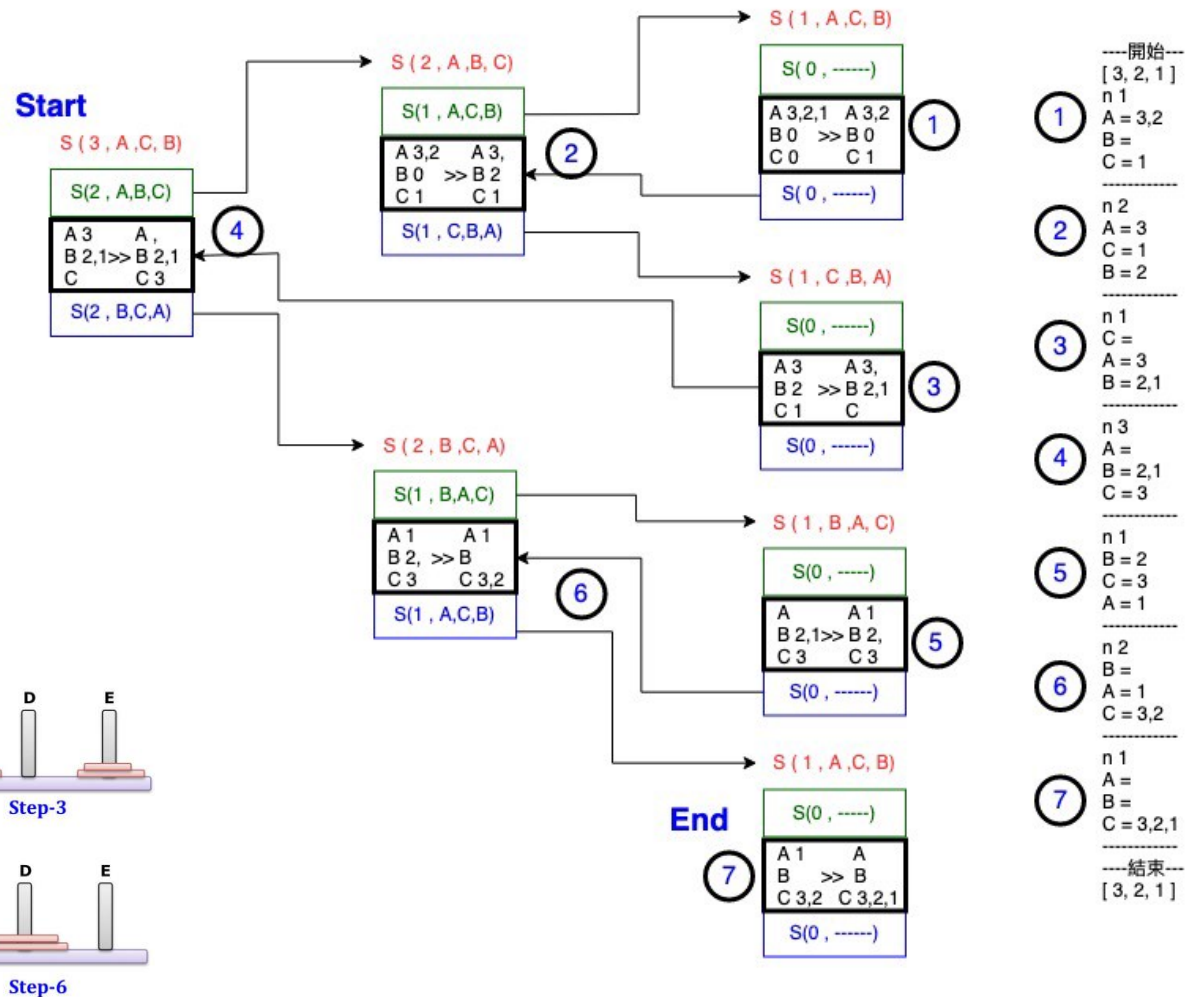 Start
S ( 3 , A ,C, B)
S(2 , A,B,C)
A 3 A ,
B 2,1>> B 2,1
C C 3
S(2 , B,C,A)
4
S ( 2 , A ,B, C)
S(1 , A,C,B)
A 3,2 A 3,
B 0 >> B 2
C 1 C 1
S(1 , C,B,A)
2
S ( 1 , A ,C, B)
S( 0 , ------)
A 3,2,1 A 3,2
B 0 >> B 0
C 0 C 1
S( 0 , ------)
1
S ( 1 , C ,B, A)
S(0 , ------)
A 3 A 3,
B 2 >> B 2,1
C 1 C
S(0 , ------)
3
S ( 2 , B ,C, A)
S(1 , B,A,C)
A 1 A 1
B 2, >> B
C 3 C 3,2
S(1 , A,C,B)
6
S ( 1 , B ,A, C)
S(0 , -----)
A A 1
B 2,1>> B 2,
C 3 C 3
S(0 , ------)
5
S ( 1 , A ,C, B)
End
S(0 , -----)
A 1 A
B >> B
C 3,2 C 3,2,1
S(0 , ------)
7
D E
Step-3
D E
Step-6
----開始---
[ 3, 2, 1 ]
1
n 1
A = 3,2
B =
C = 1
-------------
2
n 2
A = 3
C = 1
B = 2
-------------
3
n 1
C =
A = 3
B = 2,1
-------------
4
n 3
A =
B = 2,1
C = 3
-------------
5
n 1
B = 2
C = 3
A = 1
-------------
6
n 2
B =
A = 1
C = 3,2
-------------
7
n 1
A =
B =
C = 3,2,1
-------------
----結束---
[ 3, 2, 1 ]